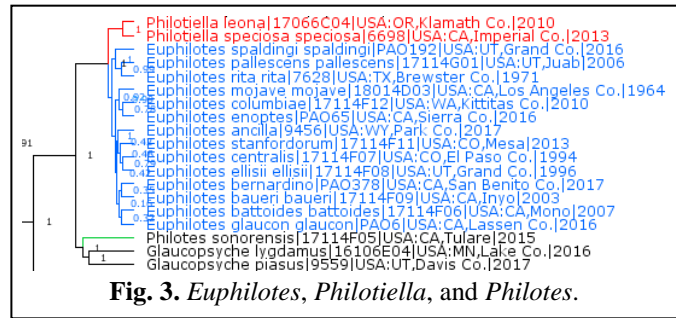 Philotiella leona|17066C04|USA:OR,Klamath Co.|2010
Philotiella speciosa speciosa|6698|USA:CA,Imperial Co.|2013
Euphilotes spaldingi spaldingi|PAO192|USA:UT,Grand Co.|2016
Euphilotes pallescens pallescens|17114G01|USA:UT,Juab|2006
Euphilotes rita rita|7628|USA:TX,Brewster Co.|1971
Euphilotes mojave mojave|18014D03|USA:CA,Los Angeles Co.|1964
Euphilotes columbiae|17114F12|USA:WA,Kittitas Co.|2010
Euphilotes enoptes|PAO65|USA:CA,Sierra Co.|2016
Euphilotes ancilla|9456|USA:WY,Park Co.|2017
Euphilotes stanfordorum|17114F11|USA:CO,Mesa|2013
Euphilotes centralis|17114F07|USA:CO,El Paso Co.|1994
Euphilotes ellisii ellisii|17114F08|USA:UT,Grand Co.|1996
Euphilotes bernardino|PAO378|USA:CA,San Benito Co.|2017
Euphilotes baueri baueri|17114F09|USA:CA,Inyo|2003
Euphilotes battoides battoides|17114F06|USA:CA,Mono|2007
Euphilotes glaucon glaucon|PAO6|USA:CA,Lassen Co.|2016
Philotes sonorensis|17114F05|USA:CA,Tulare|2015
Glaucopsyche lygdamus|16106E04|USA:MN,Lake Co.|2016
Glaucopsyche piasus|9559|USA:UT,Davis Co.|2017
Fig. 3. Euphilotes, Philotiella, and Philotes.